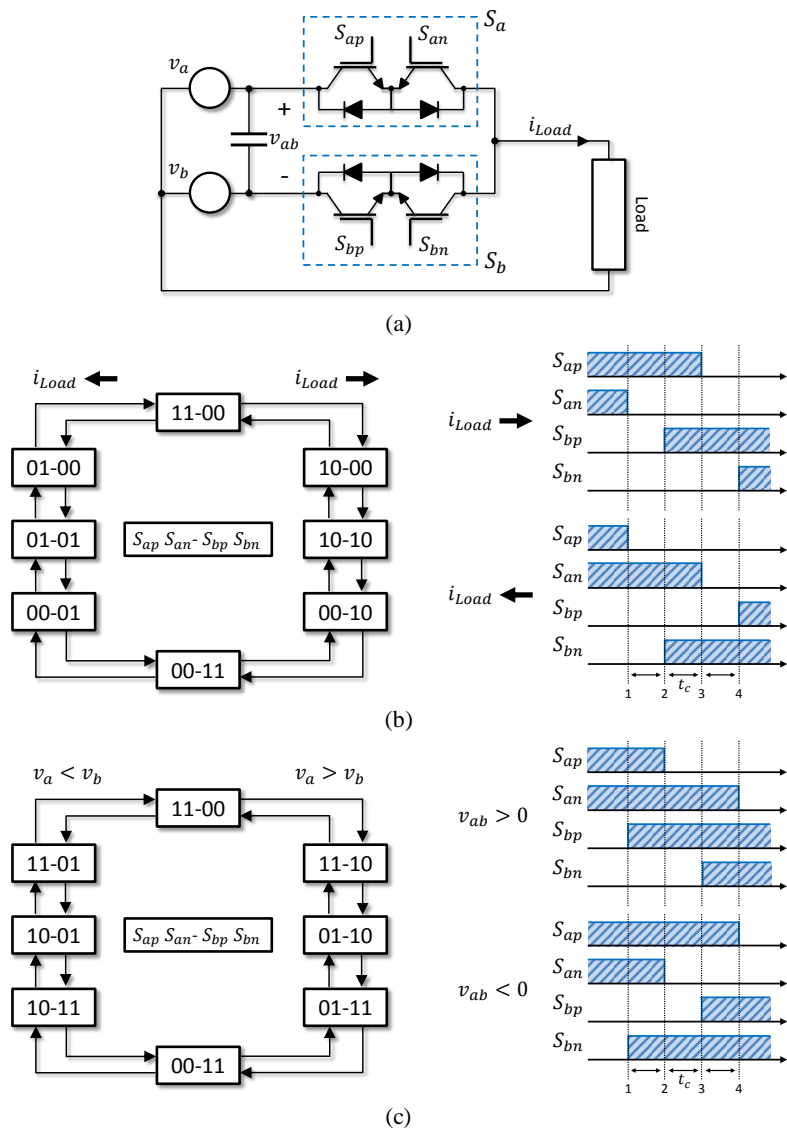 S_a
S_ap S_an
v_a
+
v_ab
i_Load
v_b
-
Load
S_bp S_bn
S_b
(a)
i_Load i_Load
11-00
01-00 10-00
01-01 S_ap S_an- S_bp S_bn 10-10
00-01 00-10
00-11
S_ap
S_an
i_Load
S_bp
S_bn
S_ap
S_an
i_Load
S_bp
S_bn
t_c
1 2 3 4
(b)
v_a < v_b v_a > v_b
11-00
11-01 11-10
10-01 S_ap S_an- S_bp S_bn 01-10
10-11 01-11
00-11
S_ap
S_an
v_ab > 0
S_bp
S_bn
S_ap
S_an
v_ab < 0
S_bp
S_bn
t_c
1 2 3 4
(c)